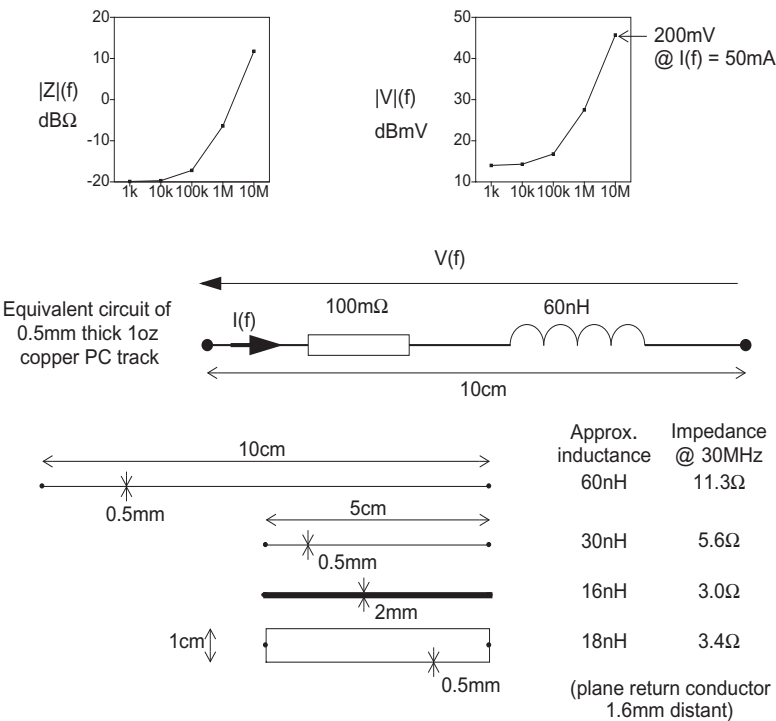 20
10
0
-10
-20
|Z|(f)
dBΩ
1k 10k 100k 1M 10M
50
40
30
20
10
|V|(f)
dBmV
1k 10k 100k 1M 10M
200mV
@ I(f) = 50mA
V(f)
Equivalent circuit of
0.5mm thick 1oz
copper PC track
I(f)
100mΩ
60nH
10cm
Approx. Impedance
inductance @ 30MHz
10cm
0.5mm
60nH 11.3Ω
5cm
0.5mm
30nH 5.6Ω
2mm
16nH 3.0Ω
1cm
0.5mm
18nH 3.4Ω
(plane return conductor
1.6mm distant)